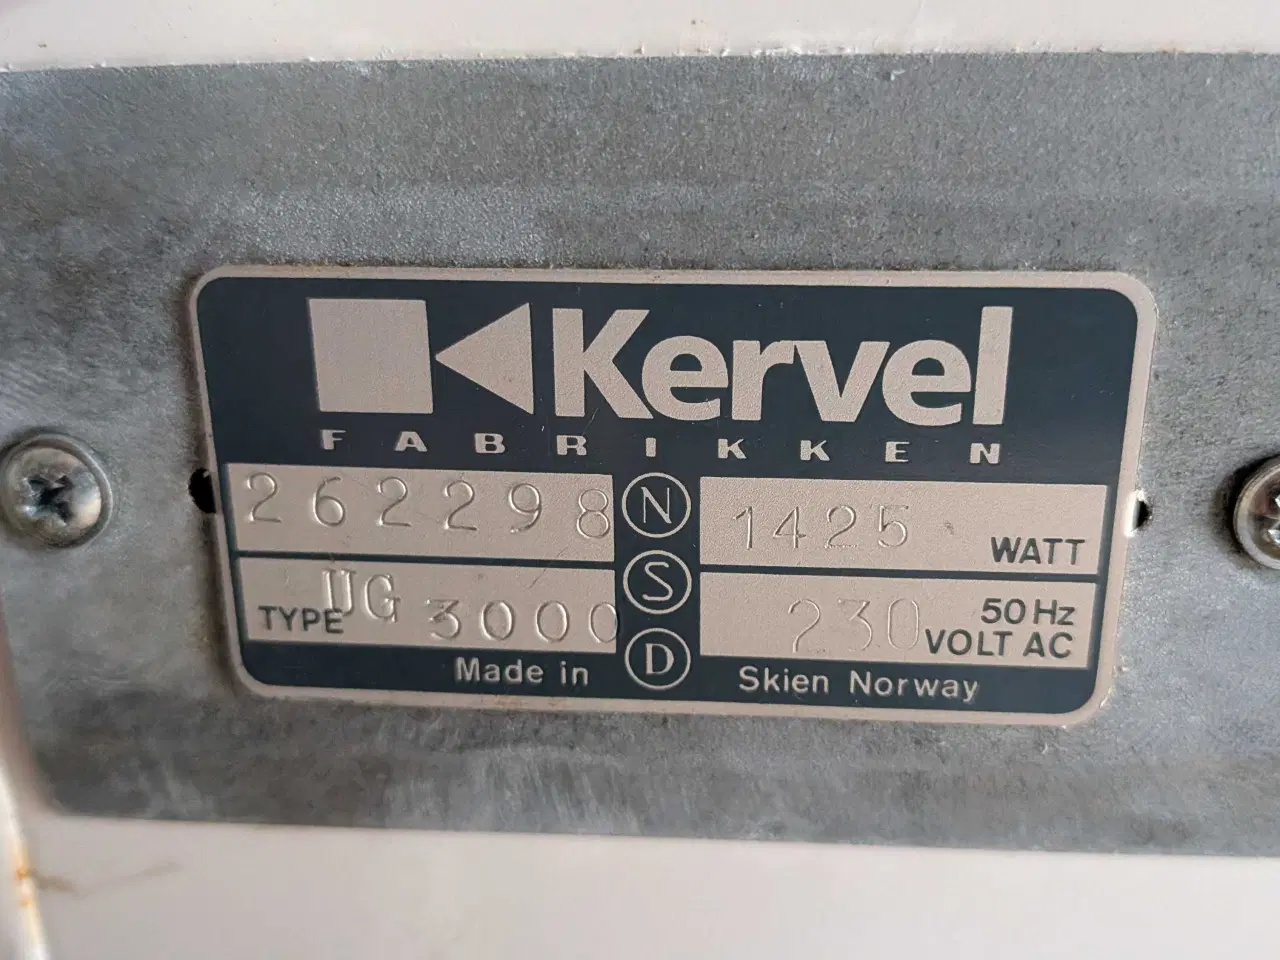 Kervel
FABRIKKEN
262298 N 1425 WATT
TYPE UG 3000 S 230 50 Hz
VOLT AC
Made in D Skien Norway